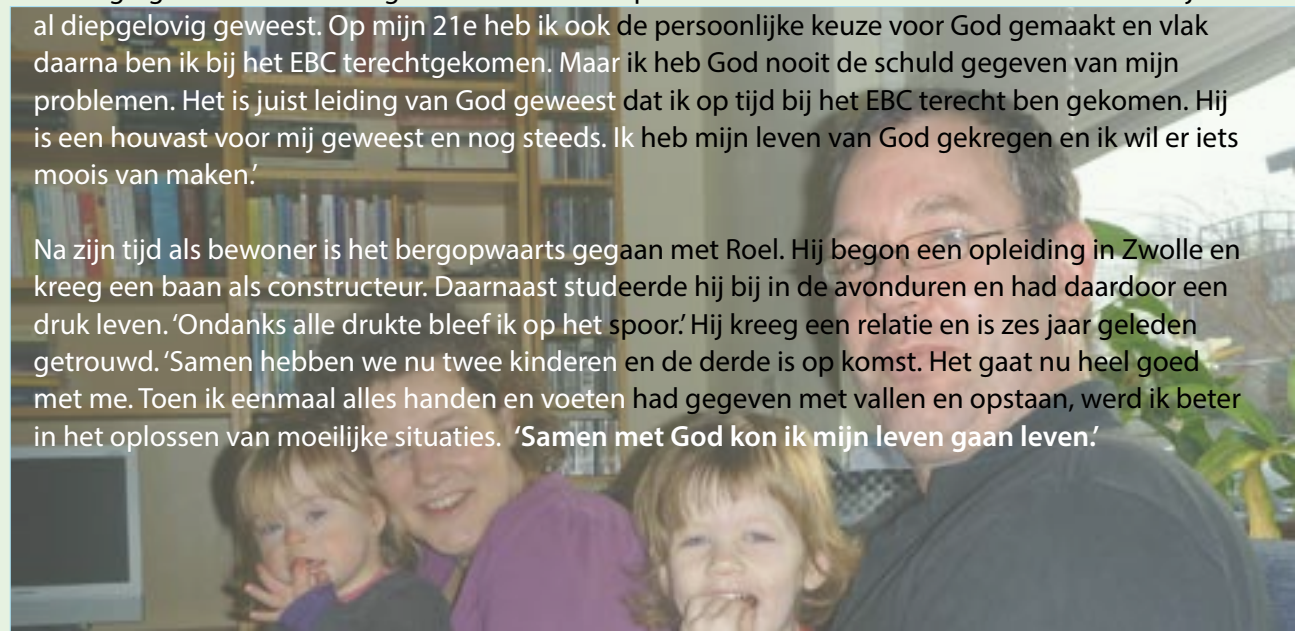 al diepgelovig geweest. Op mijn 21e heb ik ook de persoonlijke keuze voor God gemaakt en vlak
daarna ben ik bij het EBC terechtgekomen. Maar ik heb God nooit de schuld gegeven van mijn
problemen. Het is juist leiding van God geweest dat ik op tijd bij het EBC terecht ben gekomen. Hij
is een houvast voor mij geweest en nog steeds. Ik heb mijn leven van God gekregen en ik wil er iets
moois van maken.’
Na zijn tijd als bewoner is het bergopwaarts gegaan met Roel. Hij begon een opleiding in Zwolle en
kreeg een baan als constructeur. Daarnaast studeerde hij bij in de avonduren en had daardoor een
druk leven. ‘Ondanks alle drukte bleef ik op het spoor.’ Hij kreeg een relatie en is zes jaar geleden
getrouwd. ‘Samen hebben we nu twee kinderen en de derde is op komst. Het gaat nu heel goed
met me. Toen ik eenmaal alles handen en voeten had gegeven met vallen en opstaan, werd ik beter
in het oplossen van moeilijke situaties. ‘Samen met God kon ik mijn leven gaan leven.’